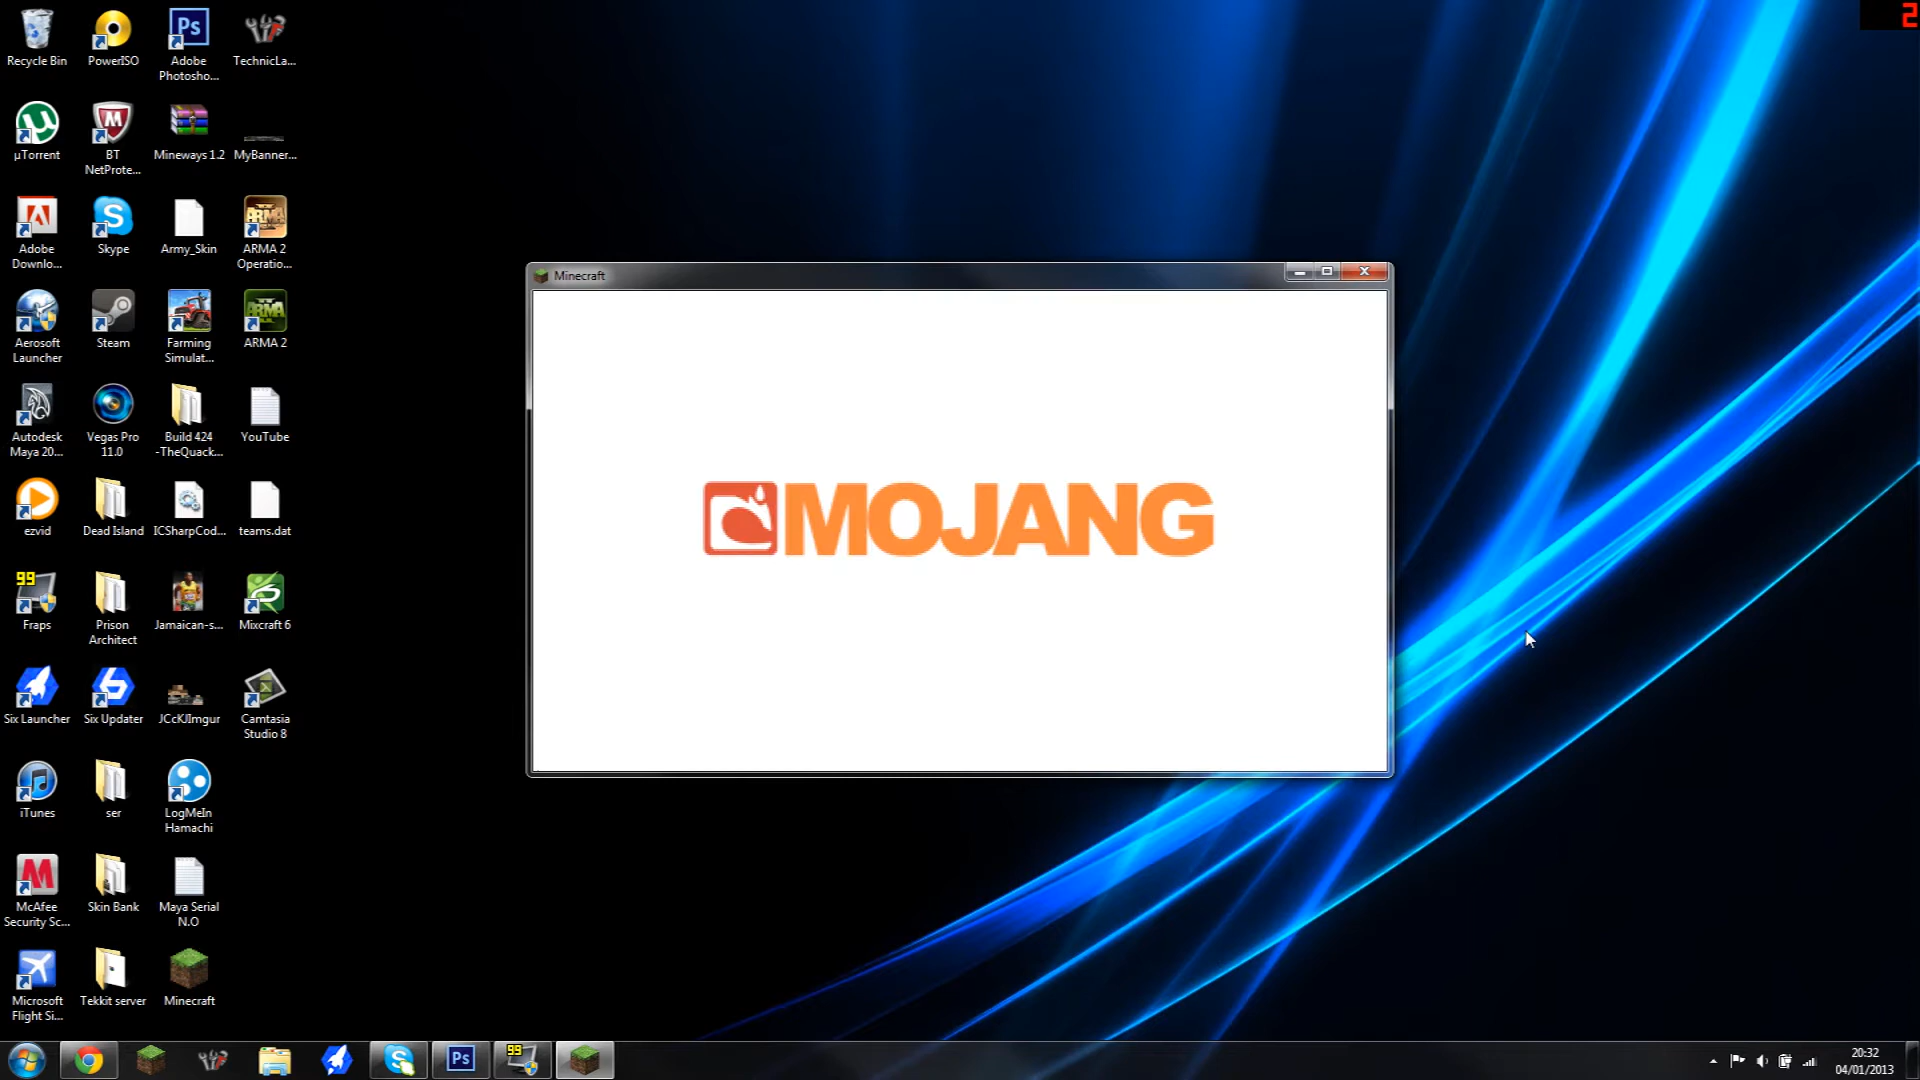 Recycle Bin
PowerISO
Adobe
Photosho...
TechnicLa...
µTorrent
BT
NetProte...
Mineways 1.2
MyBanner...
Adobe
Downlo...
Skype
Army_Skin
ARMA 2
Operatio...
Aerosoft
Launcher
Steam
Farming
Simulat...
ARMA 2
Autodesk
Maya 20...
Vegas Pro
11.0
Build 424
-TheQuack...
YouTube
ezvid
Dead Island
ICSharpCod...
teams.dat
99
Fraps
Prison
Architect
Jamaican-s...
Mixcraft 6
Six Launcher
Six Updater
JCcKJImgur
Camtasia
Studio 8
iTunes
ser
LogMeIn
Hamachi
McAfee
Security Sc...
Skin Bank
Maya Serial
N.O
Microsoft
Flight Si...
Tekkit server
Minecraft
Minecraft
MOJANG
2
Ps
99
20:32
04/01/2013